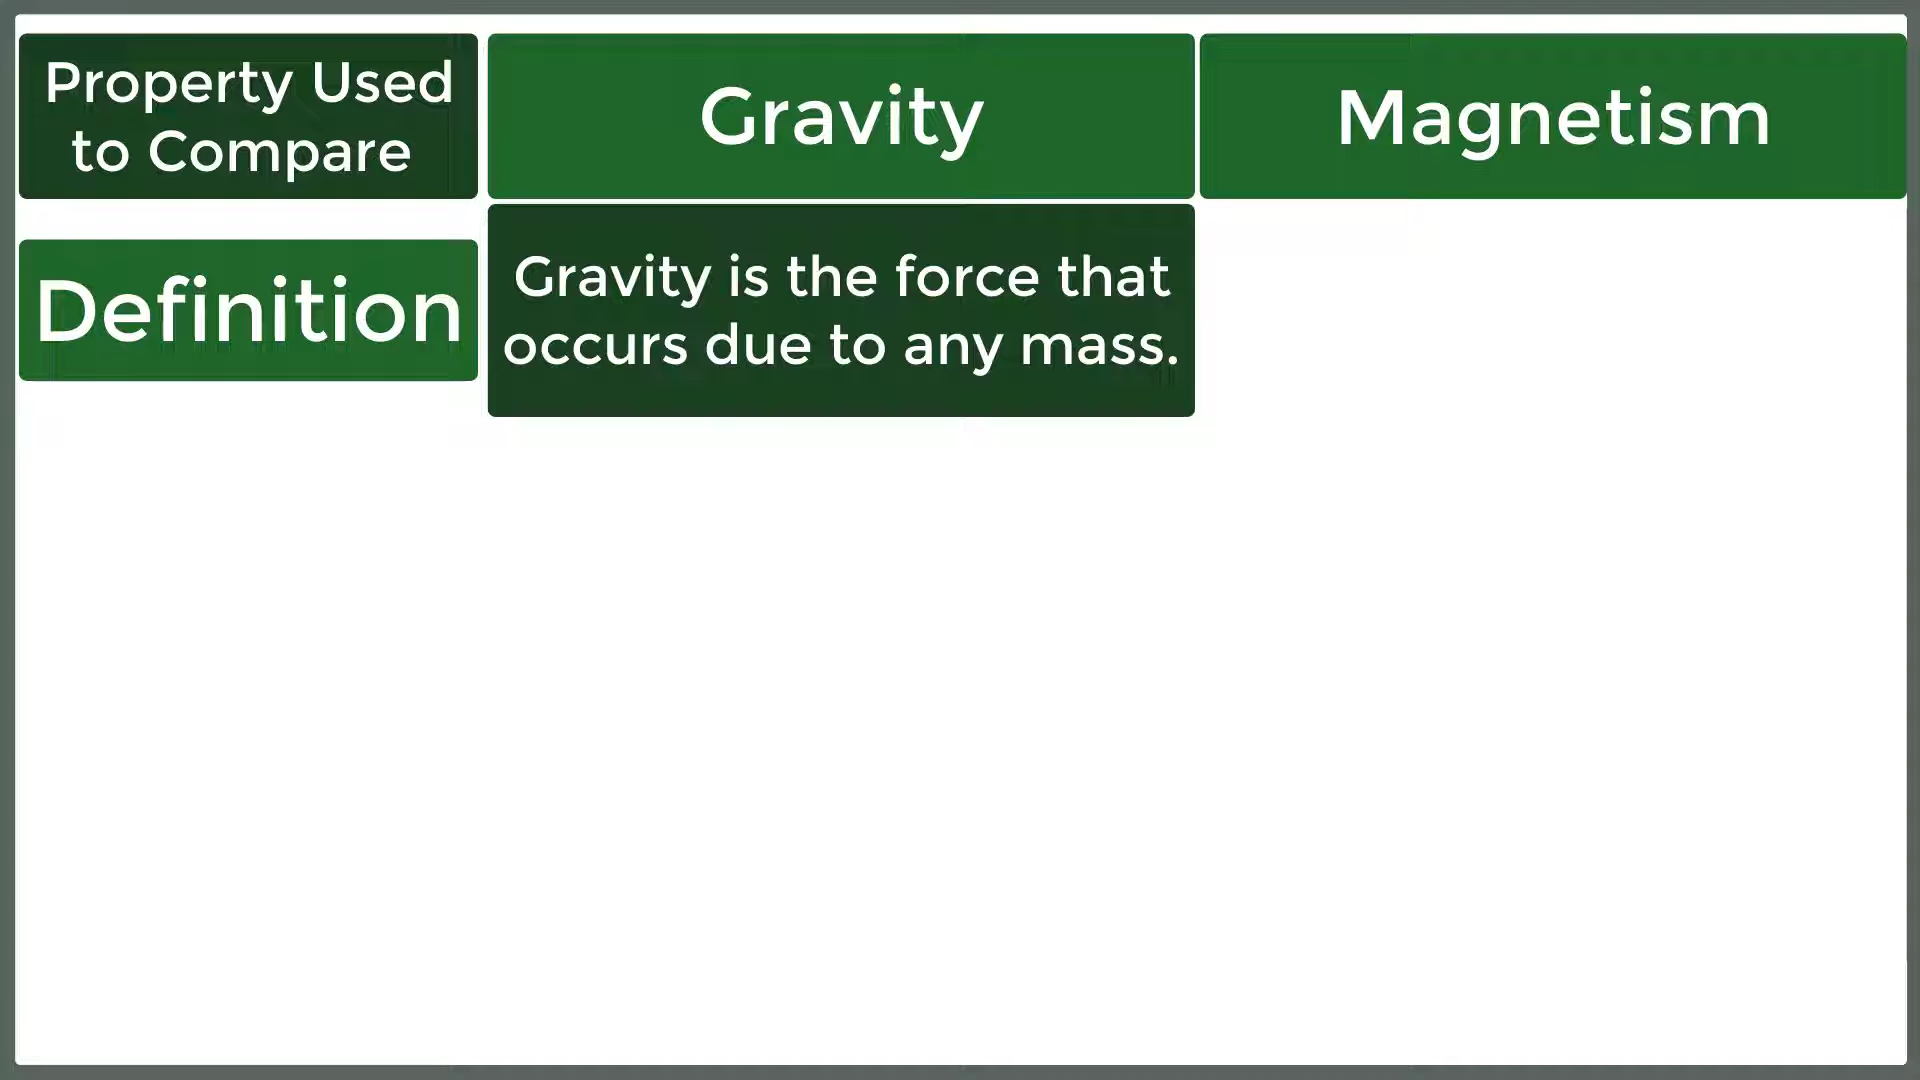 Property Used
to Compare
Gravity
Magnetism
Definition
Gravity is the force that
occurs due to any mass.